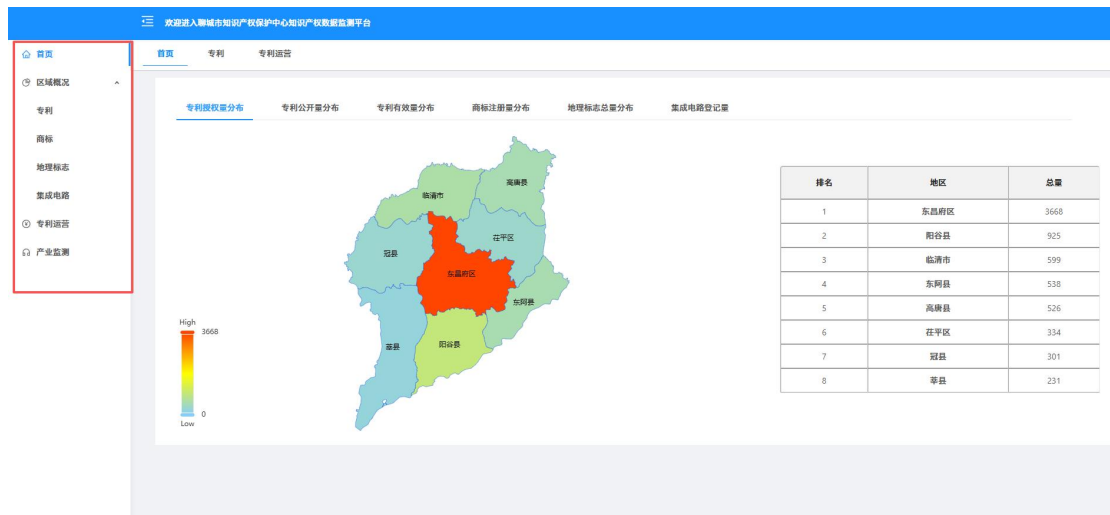 欢迎进入聊城市知识产权保护中心知识产权数据监测平台
首页
区域概况
专利
商标
地理标志
集成电路
专利运营
产业监测
首页 专利 专利运营
专利授权量分布 专利公开量分布 专利有效量分布 商标注册量分布 地理标志总量分布 集成电路登记量
高唐县
临清市
茌平区
冠县
东昌府区
东阿县
阳谷县
莘县
High
3668
0
Low
排名 地区 总量
1 东昌府区 3668
2 阳谷县 925
3 临清市 599
4 东阿县 538
5 高唐县 526
6 茌平区 334
7 冠县 301
8 莘县 231